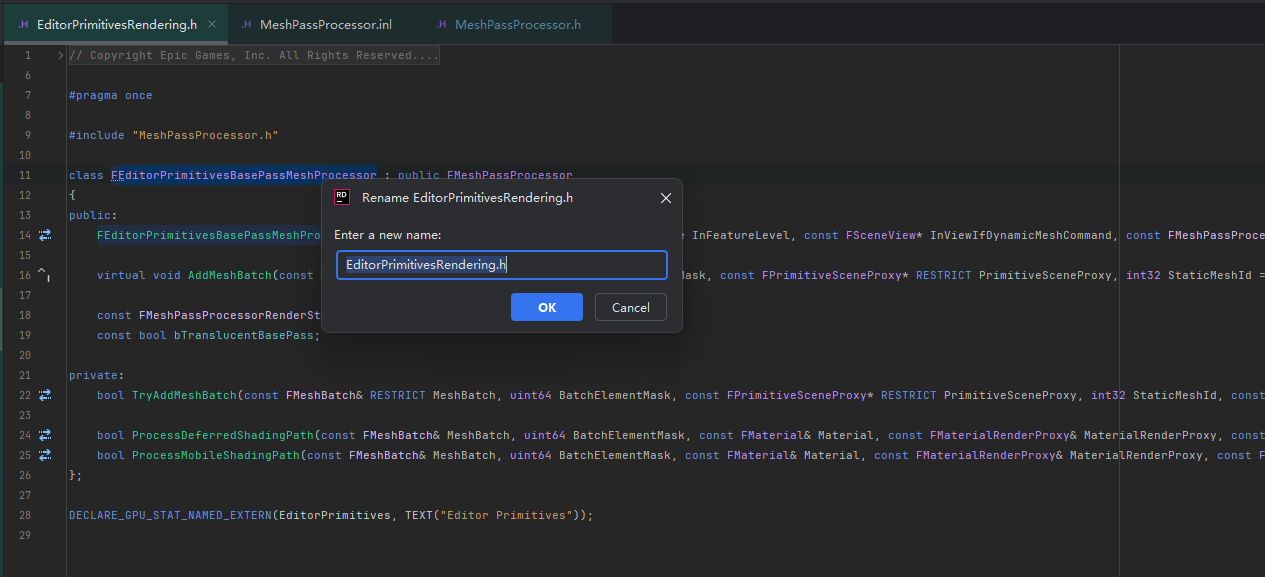 EditorPrimitivesRendering.h
MeshPassProcessor.inl
MeshPassProcessor.h
1 // Copyright Epic Games, Inc. All Rights Reserved....
6
7 #pragma once
8
9 #include "MeshPassProcessor.h"
10
11 class FEditorPrimitivesBasePassMeshProcessor : public FMeshPassProcessor
12 {
13 public:
14 FEditorPrimitivesBasePassMeshPro InFeatureLevel, const FSceneView* InViewIfDynamicMeshCommand, const FMeshPassProce
15
16 virtual void AddMeshBatch(const ask, const FPrimitiveSceneProxy* RESTRICT PrimitiveSceneProxy, int32 StaticMeshId =
17
18 const FMeshPassProcessorRenderSt
19 const bool bTranslucentBasePass;
20
21 private:
22 bool TryAddMeshBatch(const FMeshBatch& RESTRICT MeshBatch, uint64 BatchElementMask, const FPrimitiveSceneProxy* RESTRICT PrimitiveSceneProxy, int32 StaticMeshId, const
23
24 bool ProcessDeferredShadingPath(const FMeshBatch& MeshBatch, uint64 BatchElementMask, const FMaterial& Material, const FMaterialRenderProxy& MaterialRenderProxy, const
25 bool ProcessMobileShadingPath(const FMeshBatch& MeshBatch, uint64 BatchElementMask, const FMaterial& Material, const FMaterialRenderProxy& MaterialRenderProxy, const F
26 };
27
28 DECLARE_GPU_STAT_NAMED_EXTERN(EditorPrimitives, TEXT("Editor Primitives"));
29
RD
Rename EditorPrimitivesRendering.h
Enter a new name:
EditorPrimitivesRendering.h
OK
Cancel